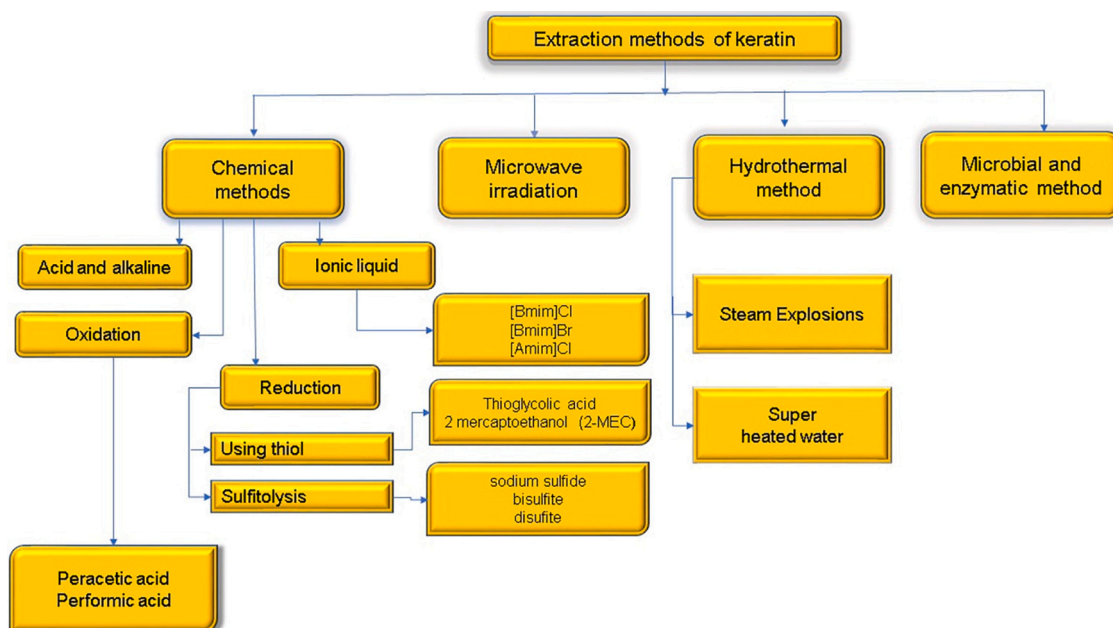 Extraction methods of keratin
Chemical
methods
Microwave
irradiation
Hydrothermal
method
Microbial and
enzymatic method
Acid and alkaline
Ionic liquid
Oxidation
[Bmim]Cl
[Bmim]Br
[Amim]Cl
Steam Explosions
Reduction
Thioglycolic acid
2 mercaptoethanol (2-MEC)
Super
heated water
Using thiol
Sulfitolysis
sodium sulfide
bisulfite
disufite
Peracetic acid
Performic acid